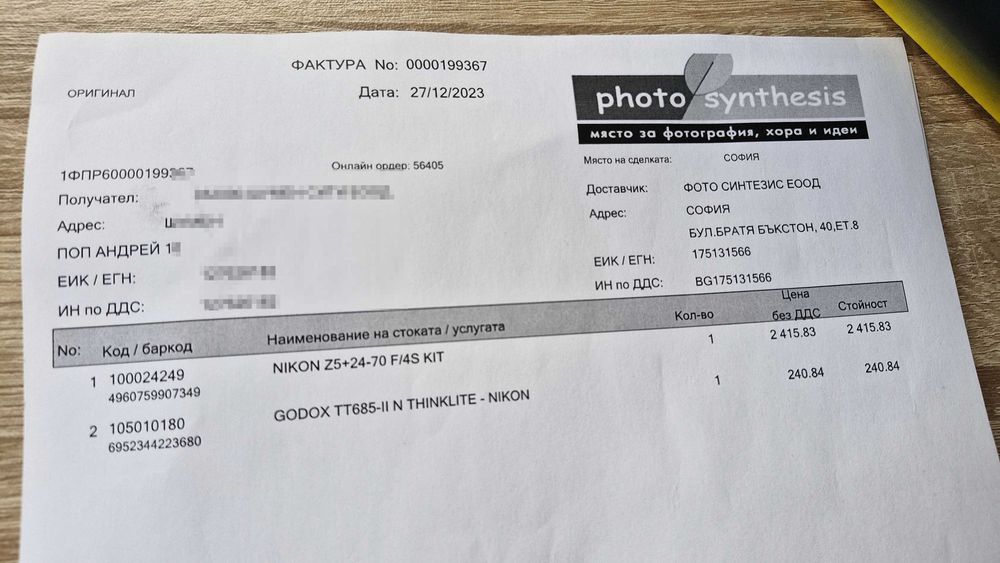 ФАКТУРА No: 0000199367
ОРИГИНАЛ
Дата: 27/12/2023
photo synthesis
място за фотография, хора и идеи
1ФПР60000199367
Онлайн ордер: 56405
Получател:
Адрес:
ПОП АНДРЕЙ
ЕИК / ЕГН:
ИН по ДДС:
Място на сделката: СОФИЯ
Доставчик: ФОТО СИНТЕЗИС ЕООД
Адрес: СОФИЯ
БУЛ.БРАТЯ БЪКСТОН, 40,ЕТ.8
ЕИК / ЕГН: 175131566
ИН по ДДС: BG175131566
No: Код / баркод Наименование на стоката / услугата Кол-во Цена без ДДС Стойност
1 100024249 NIKON Z5+24-70 F/4S KIT 1 2 415.83 2 415.83
4960759907349
2 105010180 GODOX TT685-II N THINKLITE - NIKON 1 240.84 240.84
6952344223680